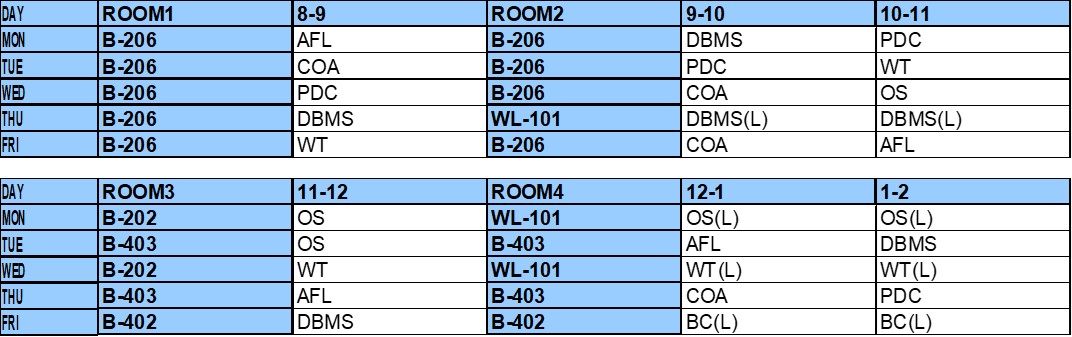 DAY ROOM1 8-9 ROOM2 9-10 10-11
MON B-206 AFL B-206 DBMS PDC
TUE B-206 COA B-206 PDC WT
WED B-206 PDC B-206 COA OS
THU B-206 DBMS WL-101 DBMS(L) DBMS(L)
FRI B-206 WT B-206 COA AFL
DAY ROOM3 11-12 ROOM4 12-1 1-2
MON B-202 OS WL-101 OS(L) OS(L)
TUE B-403 OS B-403 AFL DBMS
WED B-202 WT WL-101 WT(L) WT(L)
THU B-403 AFL B-403 COA PDC
FRI B-402 DBMS B-402 BC(L) BC(L)